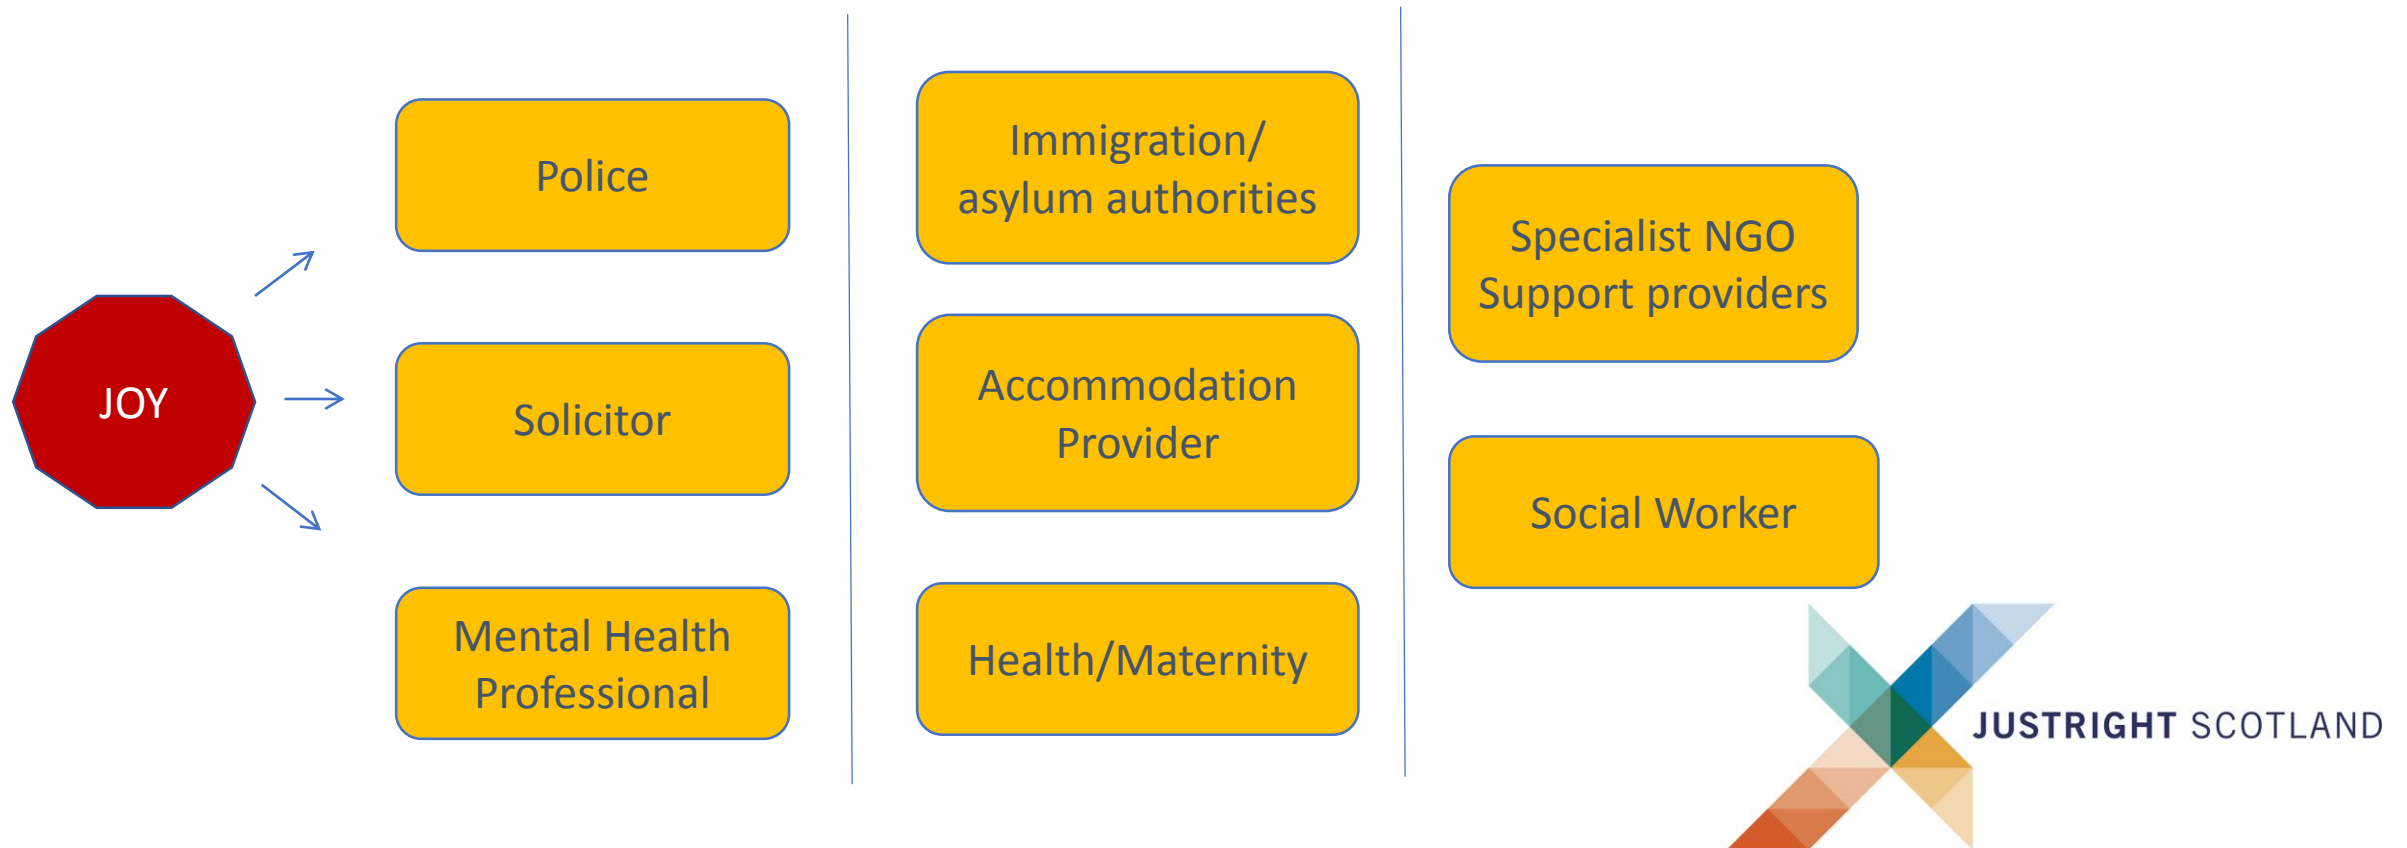 JOY
Police
Solicitor
Mental Health
Professional
Immigration/
asylum authorities
Accommodation
Provider
Health/Maternity
Specialist NGO
Support providers
Social Worker
JUSTRIGHT SCOTLAND